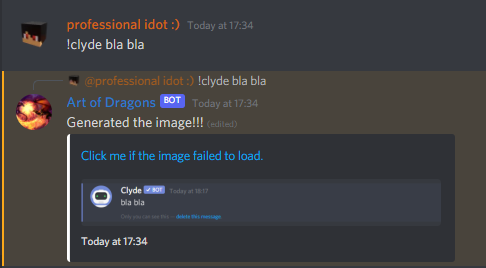 professional idot :) Today at 17:34
!clyde bla bla
@professional idot :) !clyde bla bla
Art of Dragons BOT Today at 17:34
Generated the image!!! (edited)
Click me if the image failed to load.
Clyde ✓BOT Today at 18:17
bla bla
Only you can see this — delete this message.
Today at 17:34